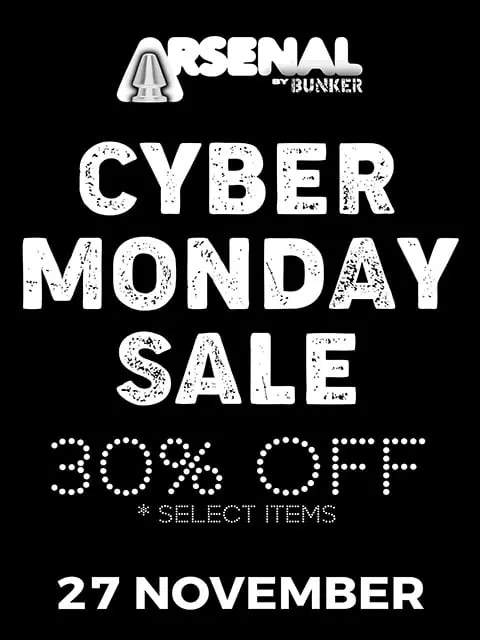 ARSENAL
BY BUNKER
CYBER
MONDAY
SALE
30% OFF
* SELECT ITEMS
27 NOVEMBER